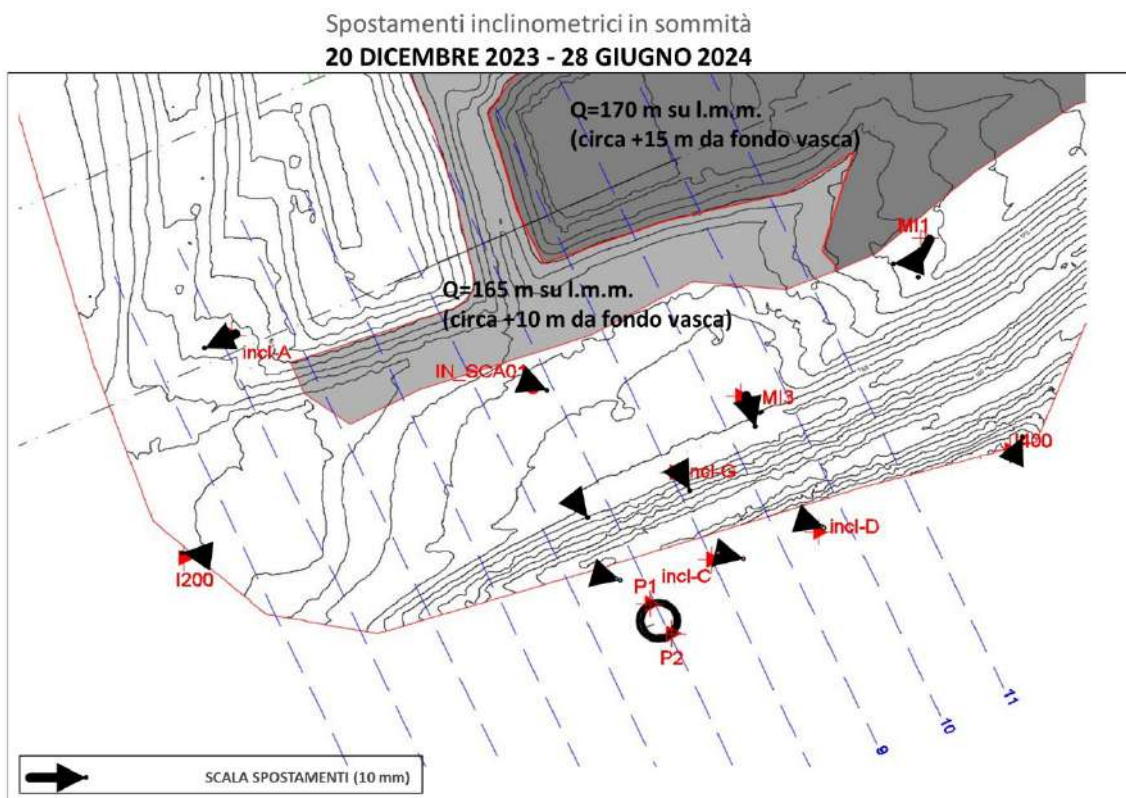 Spostamenti inclinometrici in sommità
20 DICEMBRE 2023 - 28 GIUGNO 2024
Q=170 m su l.m.m.
(circa +15 m da fondo vasca)
MI1
Q=165 m su l.m.m.
(circa +10 m da fondo vasca)
incl-A
IN_SCA01
MI3
I400
incl-G
incl-D
I200
incl-C
P1
P2
11
10
9
SCALA SPOSTAMENTI (10 mm)